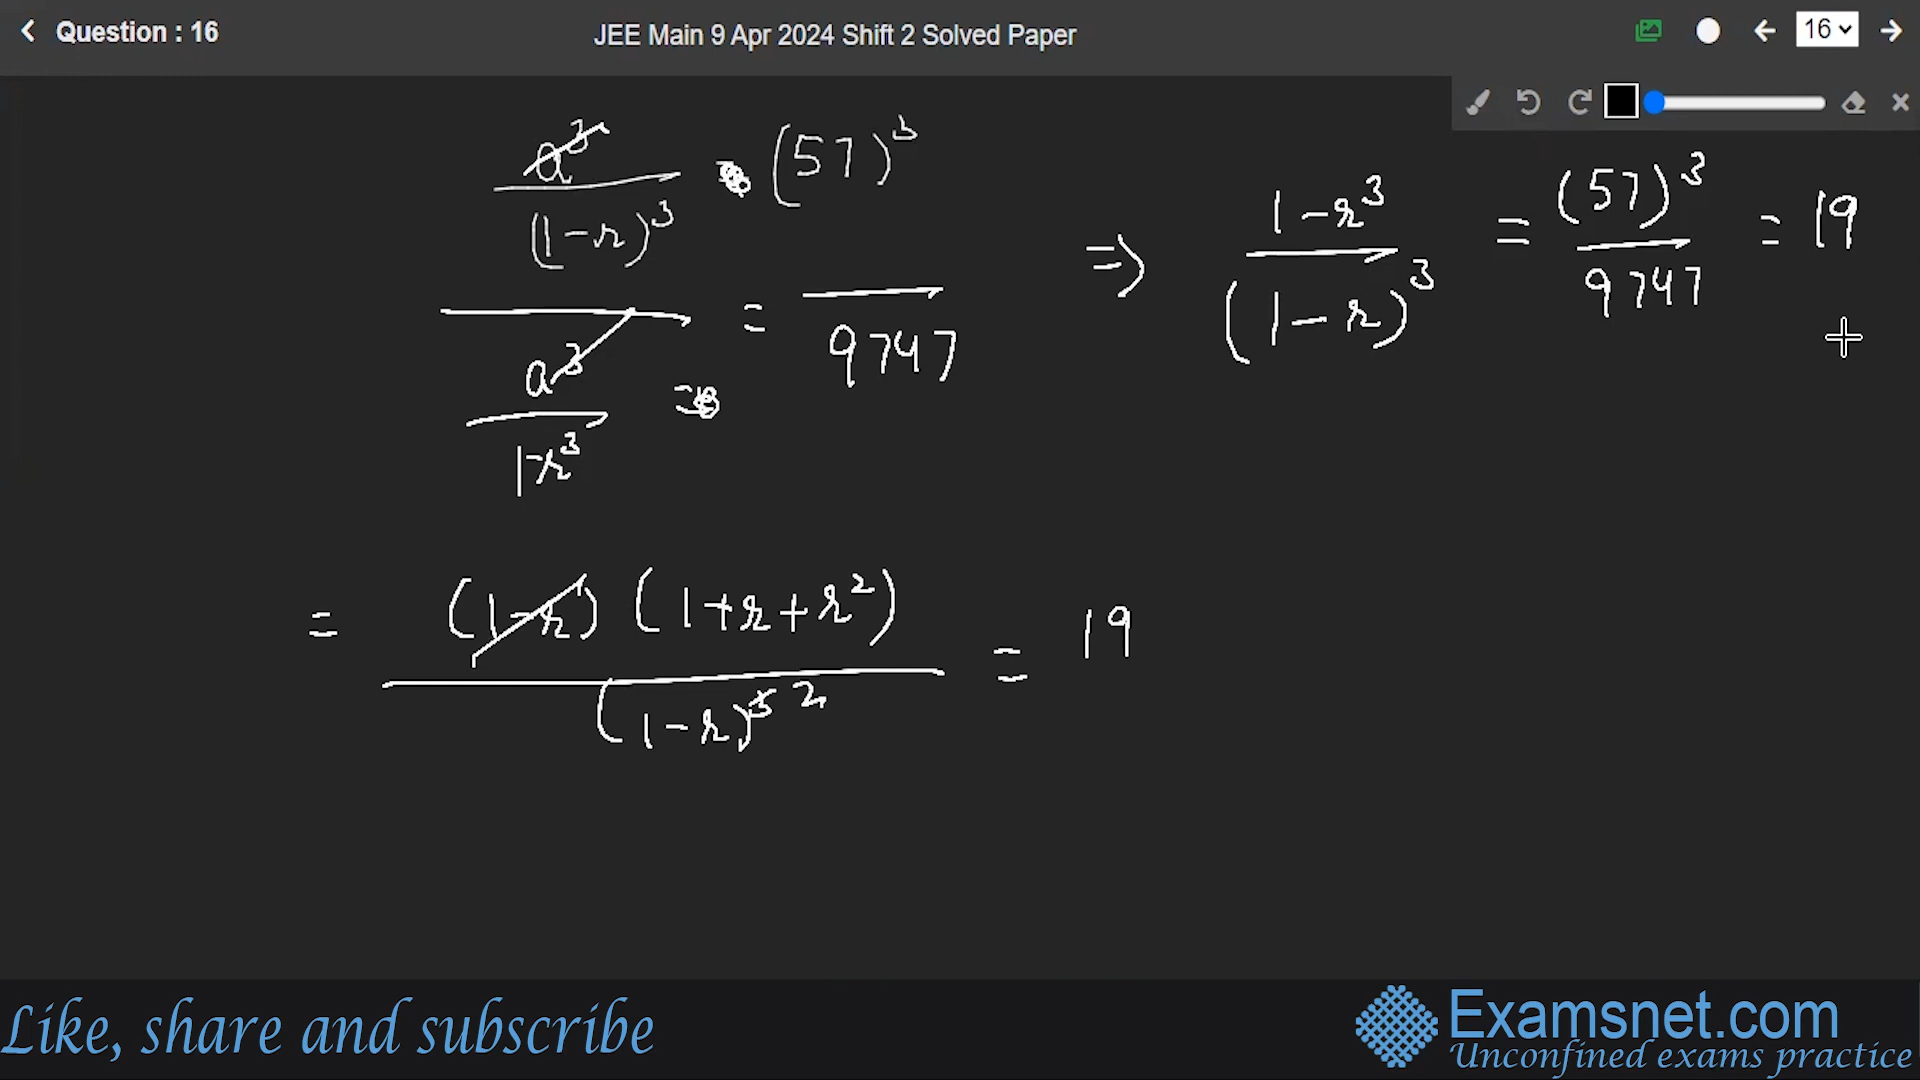 Question : 16
JEE Main 9 Apr 2024 Shift 2 Solved Paper
16
a³ / (1-r)³ (57)³
a³ / 1-r³ = 9747
⇒ 1-r³ / (1-r)³ = (57)³ / 9747 = 19
= (1-r) (1+r+r²) / (1-r)³ ² = 19
Like, share and subscribe
Examsnet.com
Unconfined exams practice